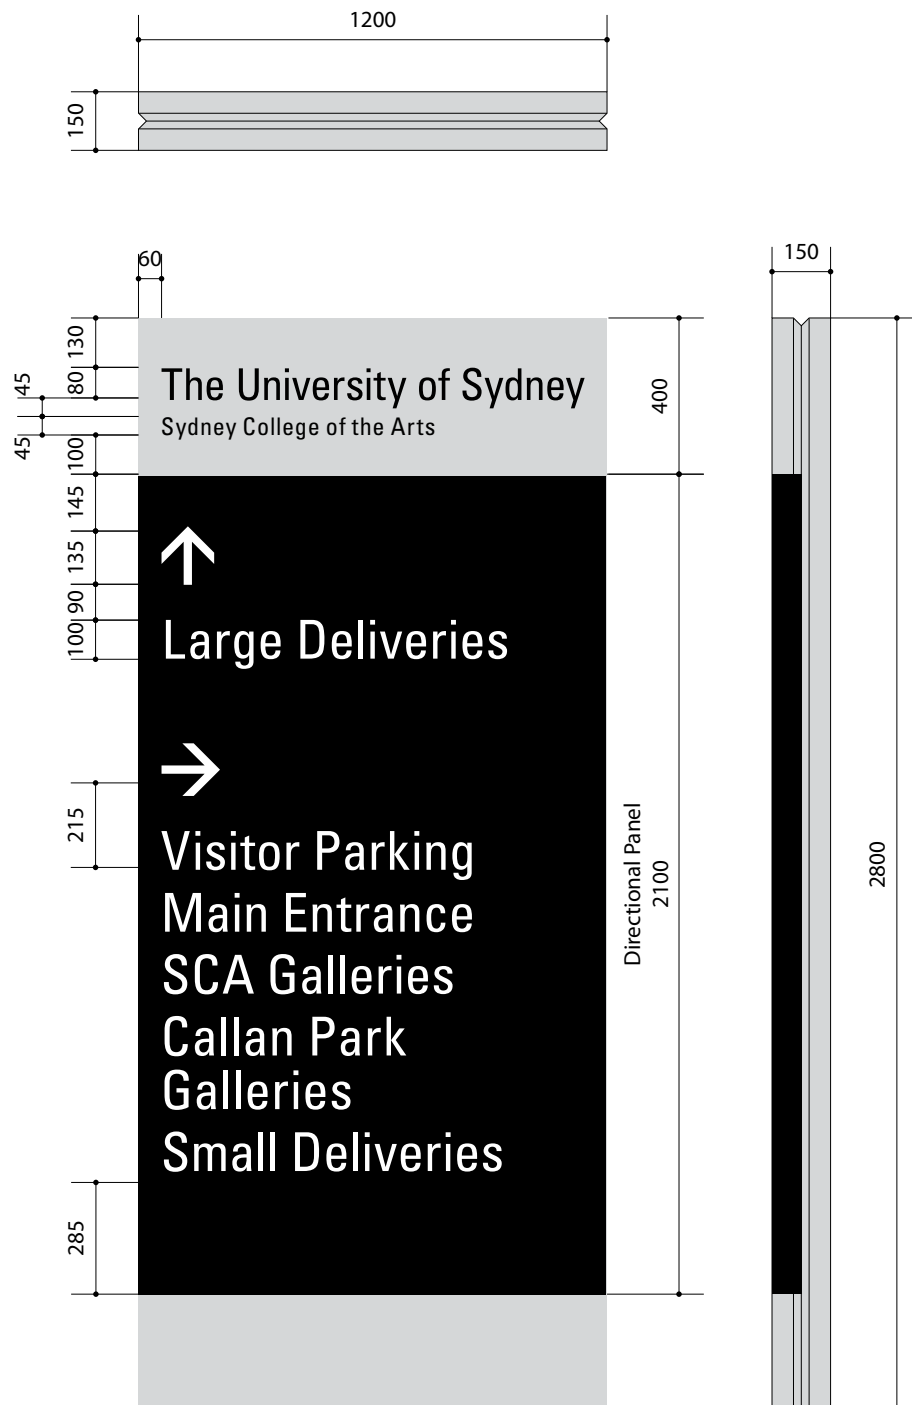 1200
150
60
150
130
80
45
45
100
400
The University of Sydney
Sydney College of the Arts
145
135
90
100
Large Deliveries
215
Visitor Parking
Main Entrance
SCA Galleries
Callan Park
Galleries
Small Deliveries
285
Directional Panel
2100
2800